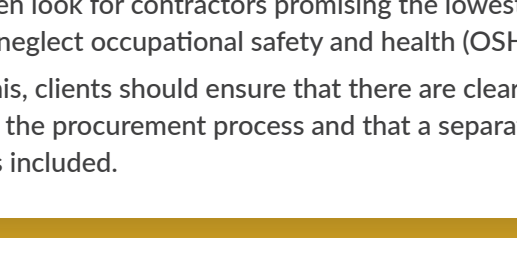 en look for contractors promising the lowest
neglect occupational safety and health (OSH
is, clients should ensure that there are clear
the procurement process and that a separa
s included.